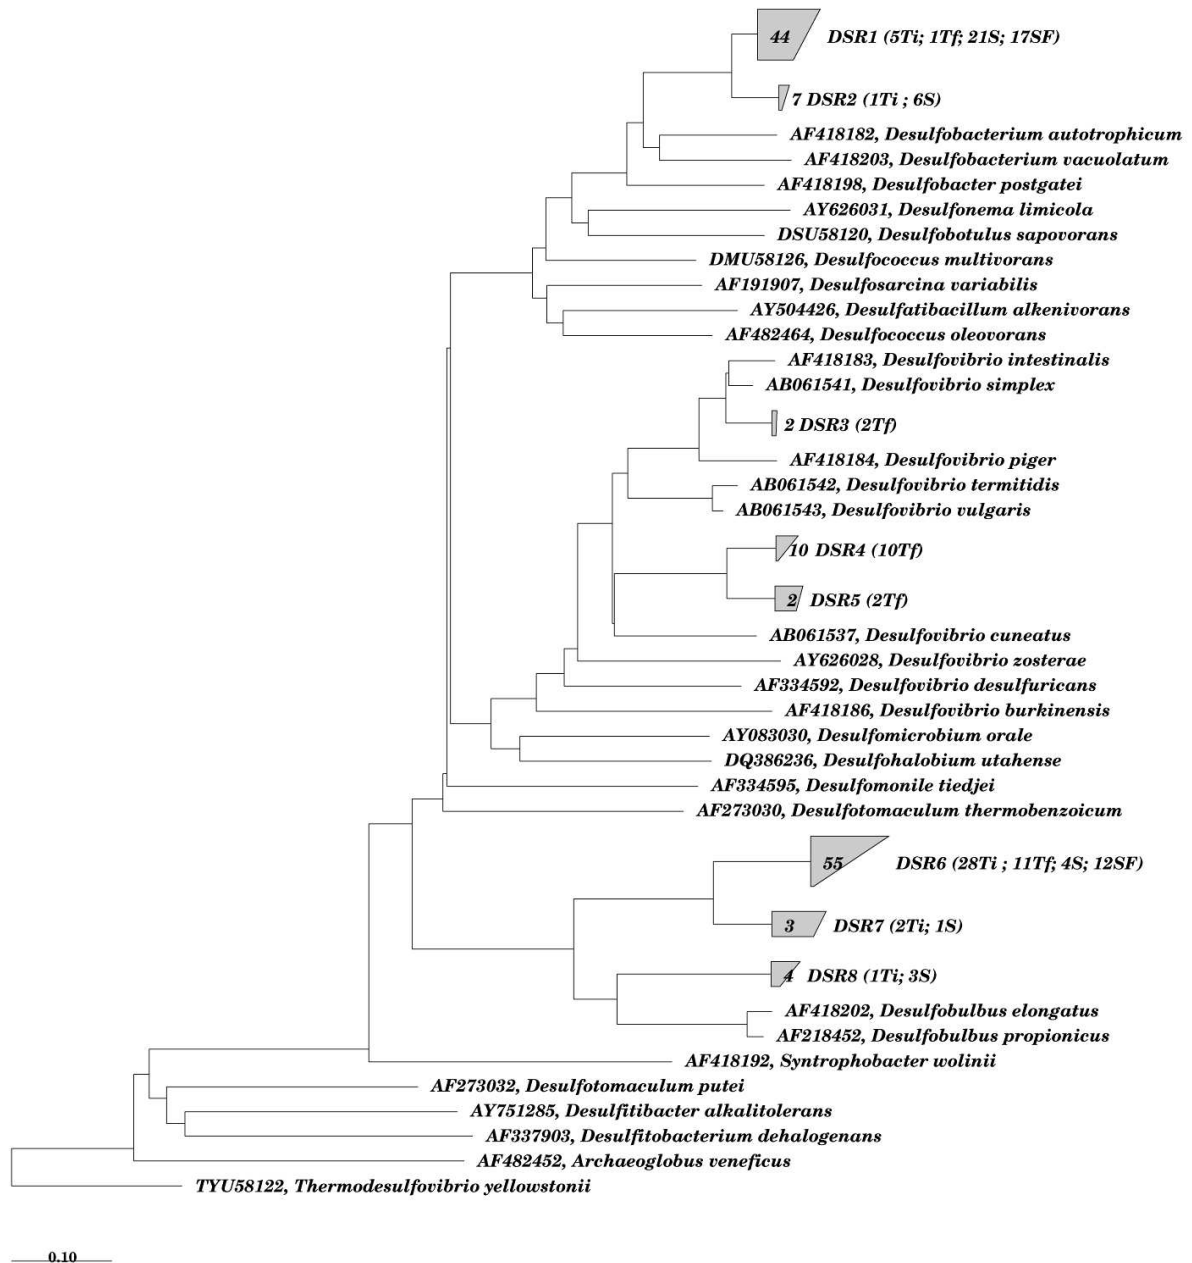 44 DSR1 (5Ti; 1Tf; 21S; 17SF)
7 DSR2 (1Ti ; 6S)
AF418182, Desulfobacterium autotrophicum
AF418203, Desulfobacterium vacuolatum
AF418198, Desulfobacter postgatei
AY626031, Desulfonema limicola
DSU58120, Desulfobotulus sapovorans
DMU58126, Desulfococcus multivorans
AF191907, Desulfosarcina variabilis
AY504426, Desulfatibacillum alkenivorans
AF482464, Desulfococcus oleovorans
AF418183, Desulfovibrio intestinalis
AB061541, Desulfovibrio simplex
2 DSR3 (2Tf)
AF418184, Desulfovibrio piger
AB061542, Desulfovibrio termitidis
AB061543, Desulfovibrio vulgaris
10 DSR4 (10Tf)
2 DSR5 (2Tf)
AB061537, Desulfovibrio cuneatus
AY626028, Desulfovibrio zosterae
AF334592, Desulfovibrio desulfuricans
AF418186, Desulfovibrio burkinensis
AY083030, Desulfomicrobium orale
DQ386236, Desulfohalobium utahense
AF334595, Desulfomonile tiedjei
AF273030, Desulfotomaculum thermobenzoicum
55 DSR6 (28Ti ; 11Tf; 4S; 12SF)
3 DSR7 (2Ti; 1S)
4 DSR8 (1Ti; 3S)
AF418202, Desulfobulbus elongatus
AF218452, Desulfobulbus propionicus
AF418192, Syntrophobacter wolinii
AF273032, Desulfotomaculum putei
AY751285, Desulfitibacter alkalitolerans
AF337903, Desulfitobacterium dehalogenans
AF482452, Archaeoglobus veneficus
TYU58122, Thermodesulfovibrio yellowstonii
0.10